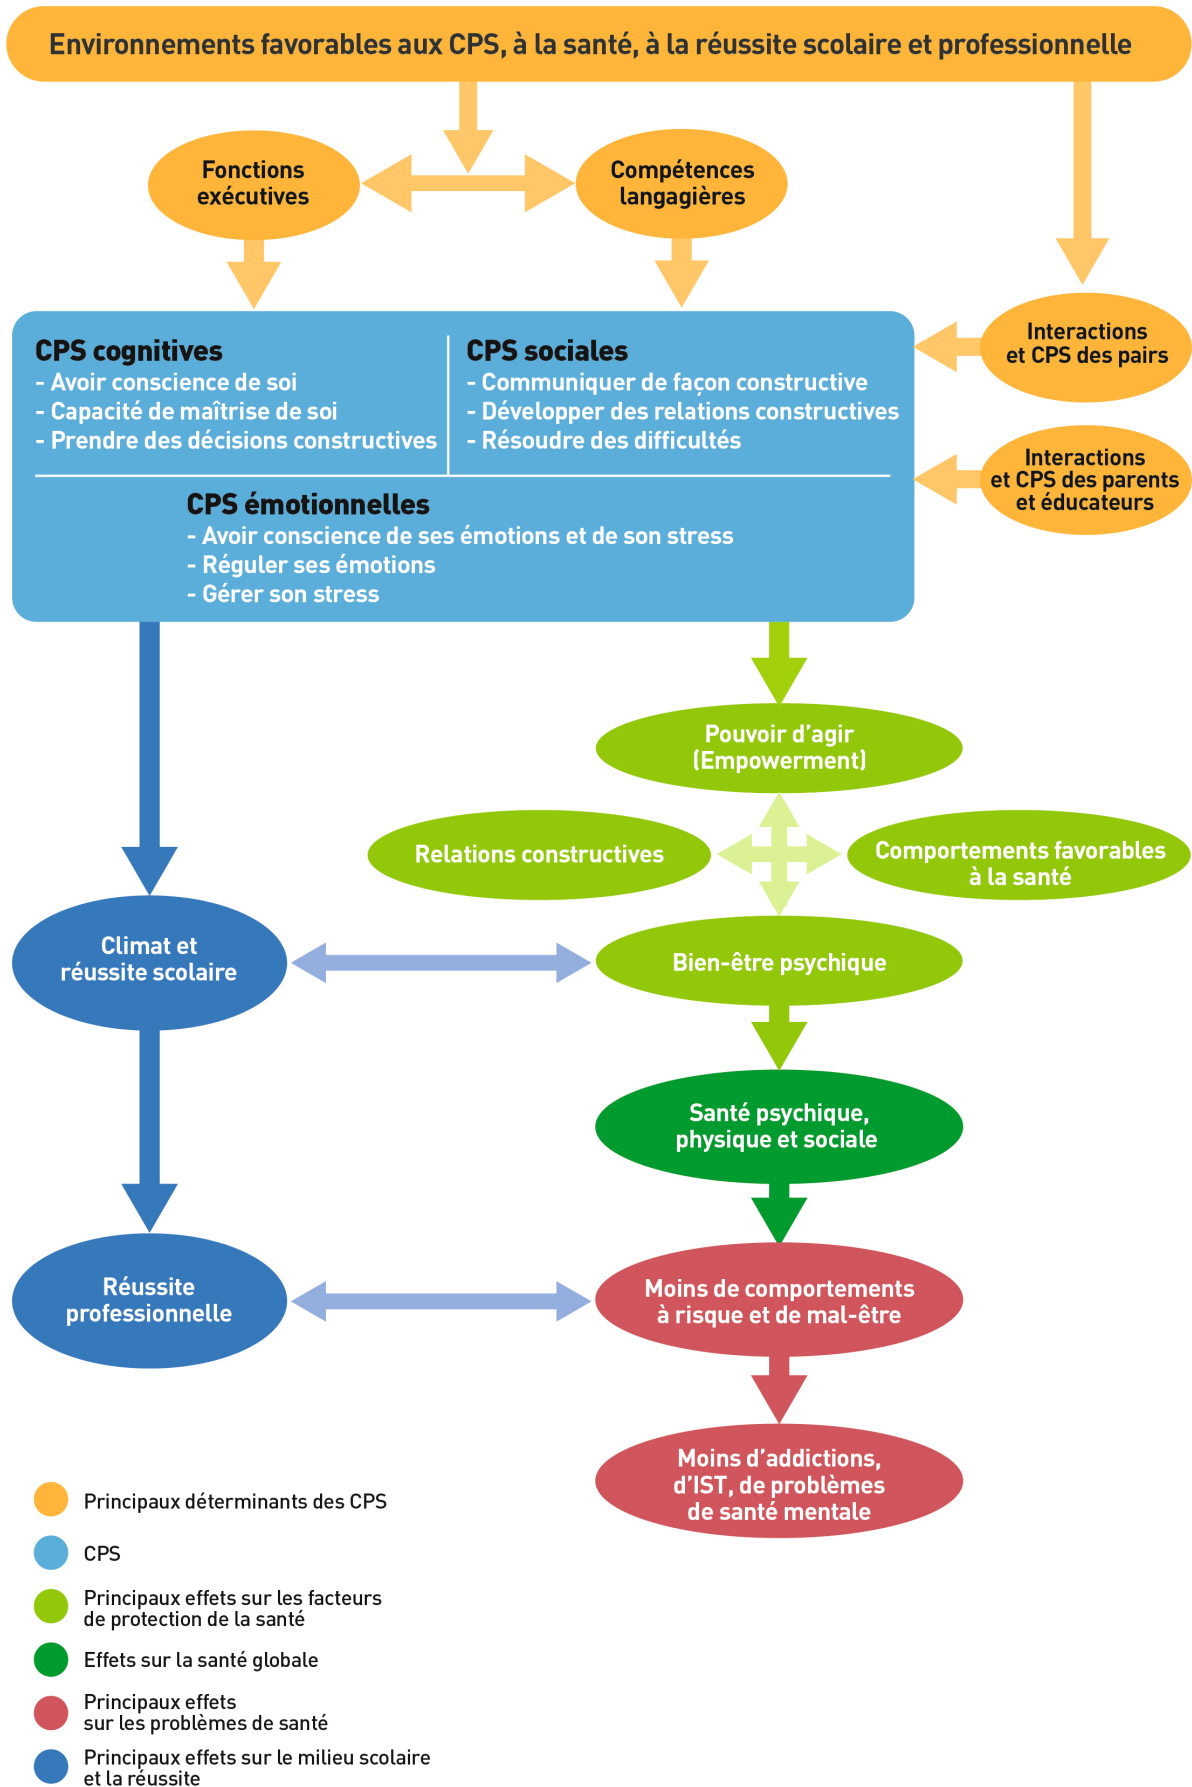 Environnements favorables aux CPS, à la santé, à la réussite scolaire et professionnelle
Fonctions
exécutives
Compétences
langagières
Interactions
et CPS des pairs
Interactions
et CPS des parents
et éducateurs
CPS cognitives
- Avoir conscience de soi
- Capacité de maîtrise de soi
- Prendre des décisions constructives
CPS sociales
- Communiquer de façon constructive
- Développer des relations constructives
- Résoudre des difficultés
CPS émotionnelles
- Avoir conscience de ses émotions et de son stress
- Réguler ses émotions
- Gérer son stress
Pouvoir d’agir
(Empowerment)
Relations constructives
Comportements favorables
à la santé
Climat et
réussite scolaire
Bien-être psychique
Santé psychique,
physique et sociale
Réussite
professionnelle
Moins de comportements
à risque et de mal-être
Moins d’addictions,
d’IST, de problèmes
de santé mentale
Principaux déterminants des CPS
CPS
Principaux effets sur les facteurs
de protection de la santé
Effets sur la santé globale
Principaux effets
sur les problèmes de santé
Principaux effets sur le milieu scolaire
et la réussite